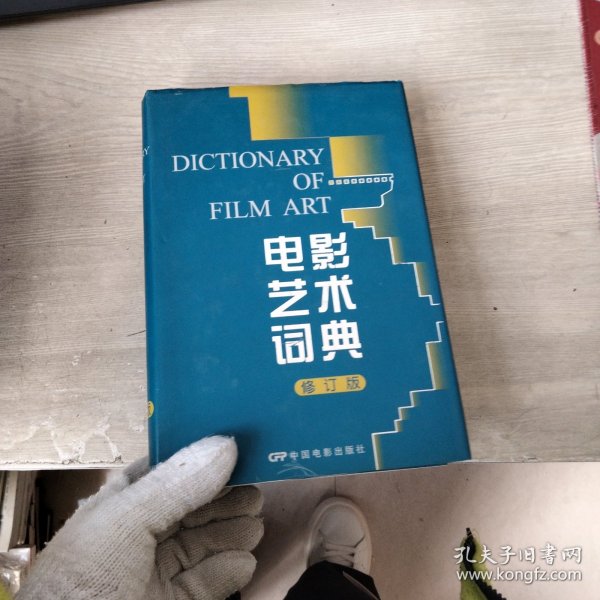 DICTIONARY
OF
FILM ART
电影
艺术
词典
修订版
CFP 中国电影出版社
孔夫子旧书网
www.kongfz.com